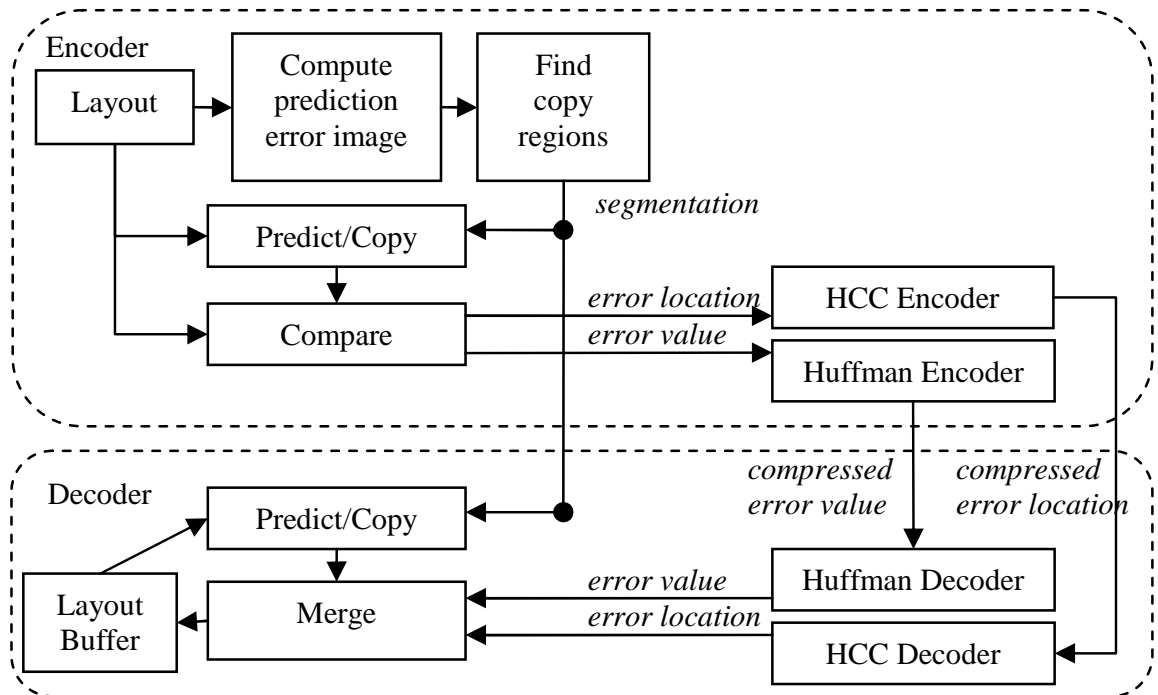 Encoder
Layout
Compute
prediction
error image
Find
copy
regions
segmentation
Predict/Copy
Compare
error location
error value
HCC Encoder
Huffman Encoder
compressed
error value
compressed
error location
Decoder
Predict/Copy
Layout
Buffer
Merge
error value
error location
Huffman Decoder
HCC Decoder